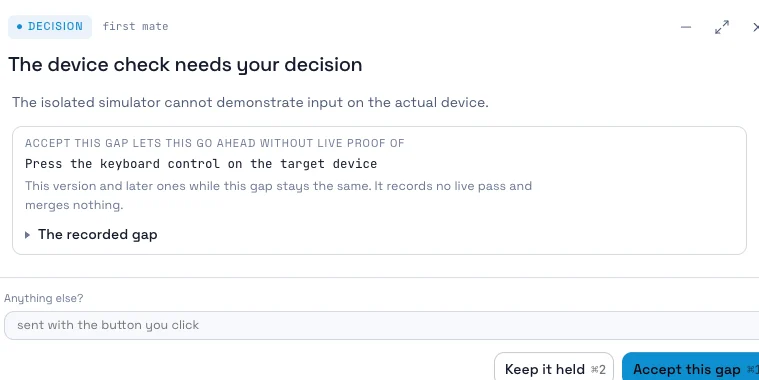 DECISION first mate
The device check needs your decision
The isolated simulator cannot demonstrate input on the actual device.
ACCEPT THIS GAP LETS THIS GO AHEAD WITHOUT LIVE PROOF OF
Press the keyboard control on the target device
This version and later ones while this gap stays the same. It records no live pass and
merges nothing.
The recorded gap
Anything else?
sent with the button you click
Keep it held ⌘2 Accept this gap ⌘1